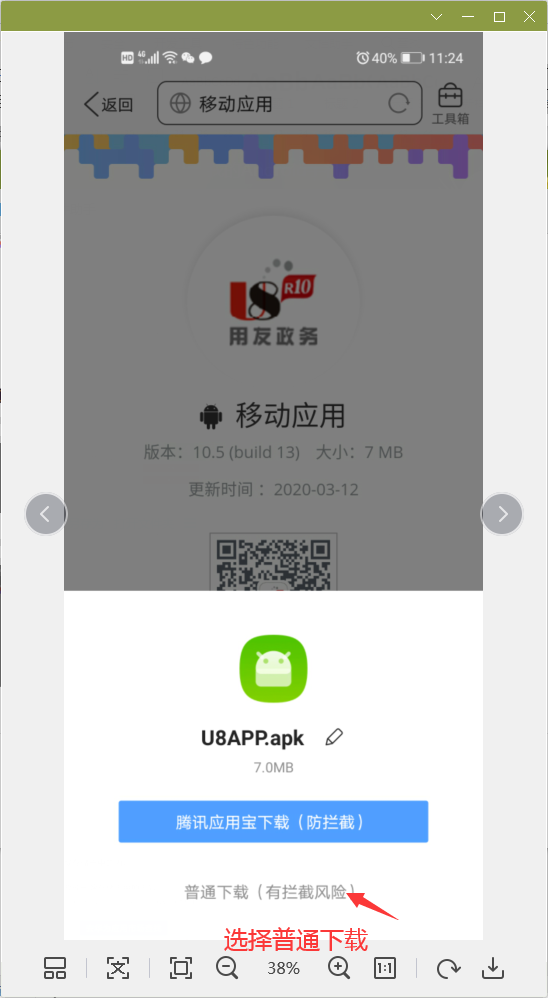 HD 4G 40% 11:24
返回 移动应用 工具箱
U8 R10
用友政务
移动应用
版本：10.5 (build 13) 大小：7 MB
更新时间 ：2020-03-12
U8APP.apk
7.0MB
腾讯应用宝下载（防拦截）
普通下载（有拦截风险）
选择普通下载
38% 1:1